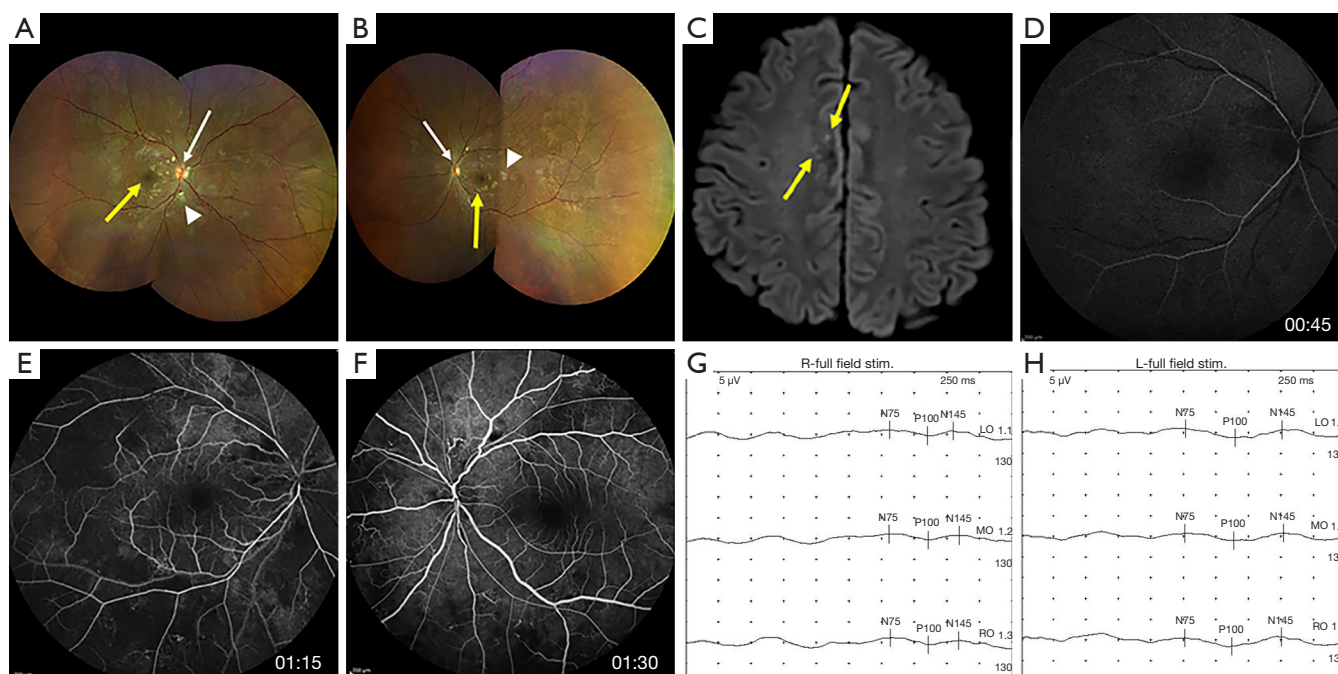 A
B
C
D
00:45
E
01:15
F
01:30
G
R-full field stim.
5 µV 250 ms
N75 P100 N145
LO 1.1
130
N75 P100 N145
MO 1.2
130
N75 P100 N145
RO 1.3
130
H
L-full field stim.
5 µV 250 ms
N75 P100 N145
LO 1.
13
N75 P100 N145
MO 1.
13
N75 P100 N145
RO 1
13